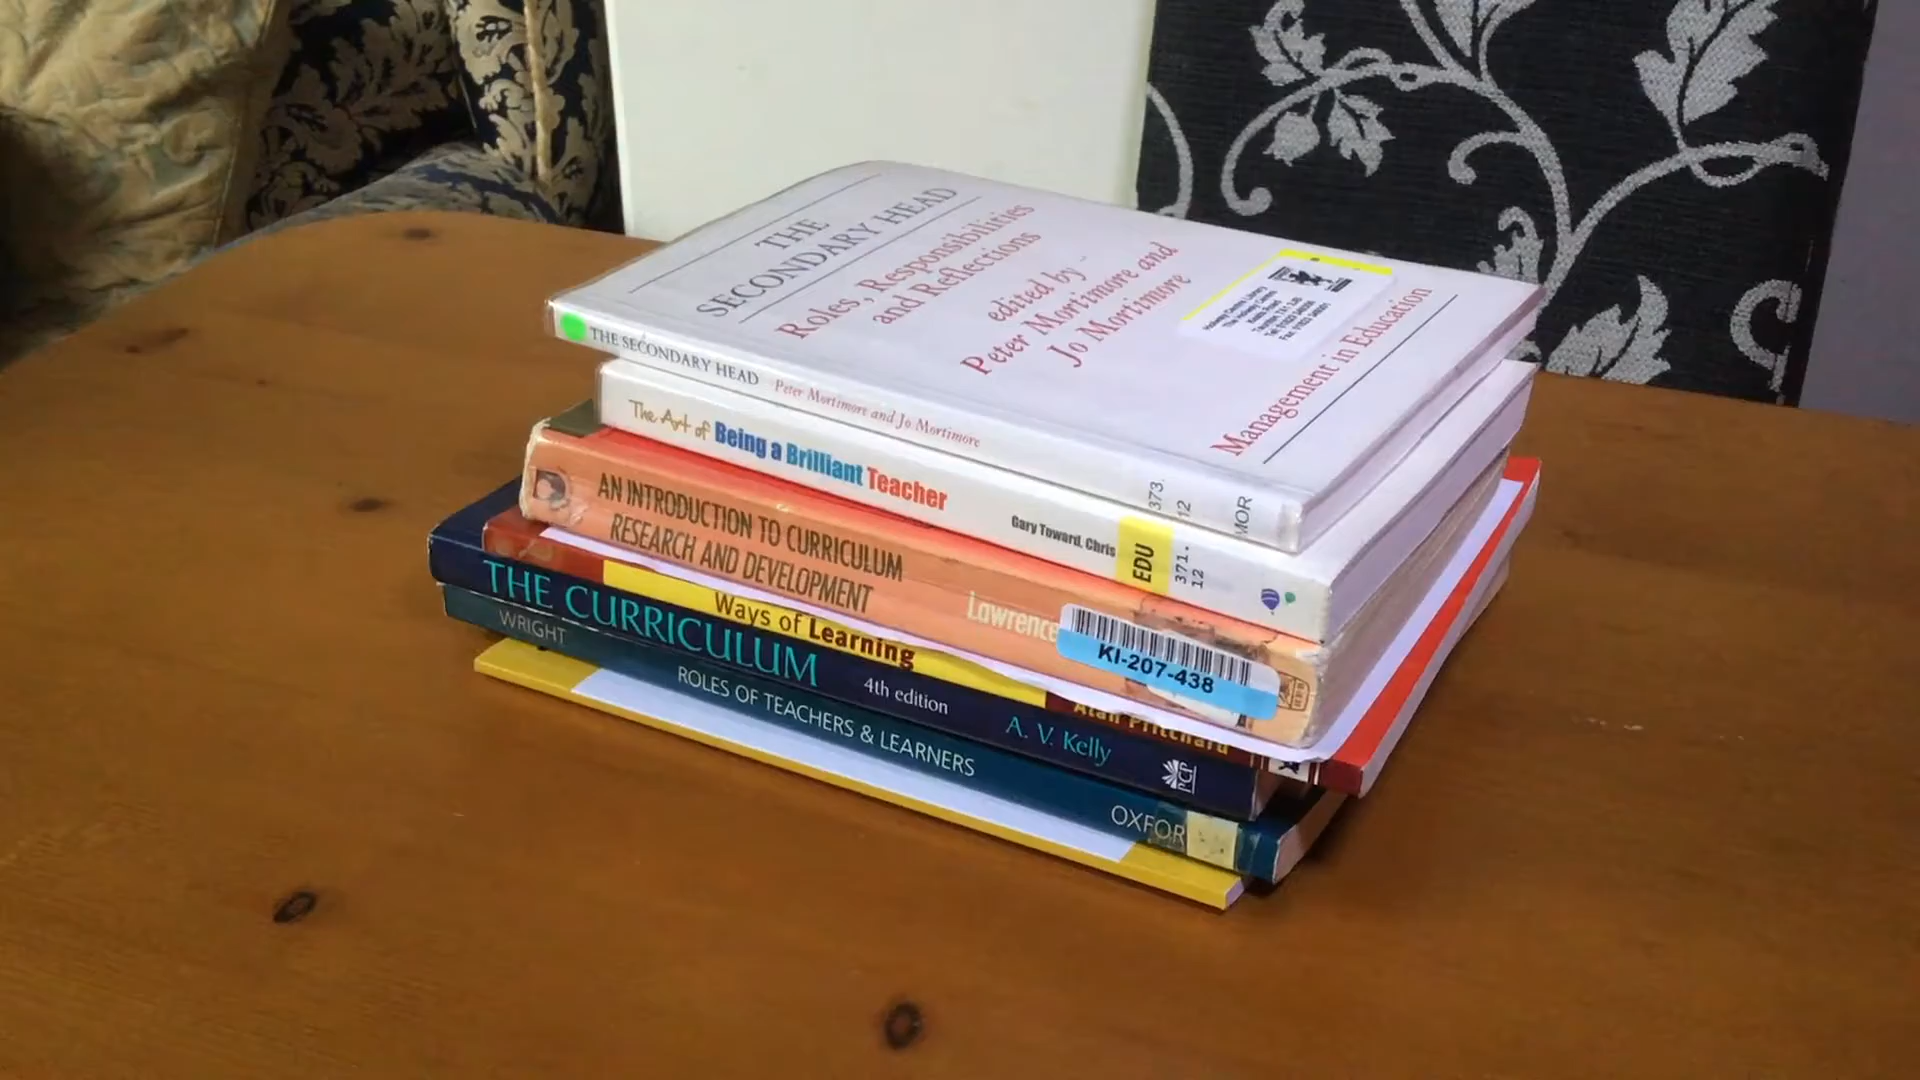 THE
SECONDARY HEAD
Roles, Responsibilities
and Reflections
edited by
Peter Mortimore and
Jo Mortimore
Management in Education
THE SECONDARY HEAD Peter Mortimore and Jo Mortimore
373.
12
MOR
The Art of Being a Brilliant Teacher
Gary Toward, Chris
EDU
371.
12
AN INTRODUCTION TO CURRICULUM
RESEARCH AND DEVELOPMENT
Lawrence
KI-207-438
Ways of Learning
Alan Pritchard
THE CURRICULUM
4th edition
A. V. Kelly
PCP
WRIGHT
ROLES OF TEACHERS & LEARNERS
OXFOR